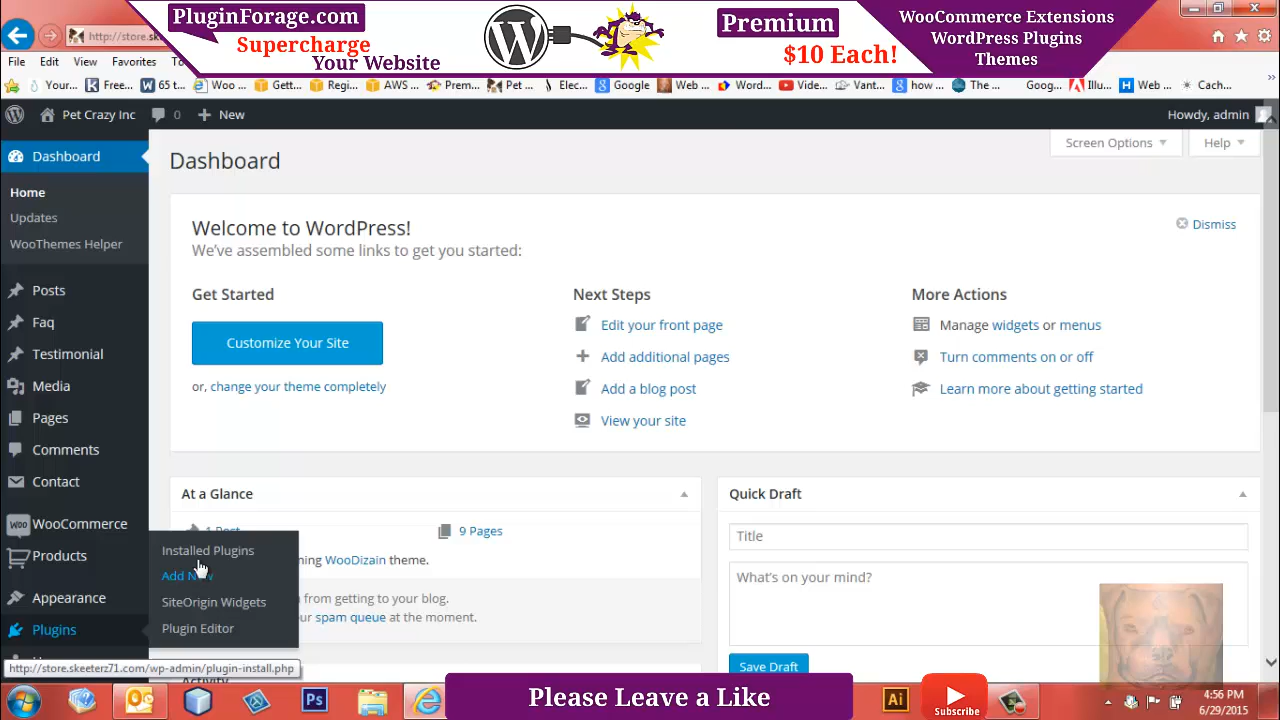 PluginForage.com
Supercharge
Your Website
Premium
$10 Each!
WooCommerce Extensions
WordPress Plugins
Themes
http://store.sk
File Edit View Favorites
Your... Free... 65 t... Woo ... Gett... Regi... AWS ... Prem... Pet ... Elec... Google Web ... Word... Vide... Vant... how ... The ... Goog... Illu... Web ... Cach...
Pet Crazy Inc 0 New Howdy, admin
Dashboard
Home
Updates
WooThemes Helper
Posts
Faq
Testimonial
Media
Pages
Comments
Contact
WooCommerce
Products
Appearance
Plugins
Installed Plugins
Add New
SiteOrigin Widgets
Plugin Editor
Dashboard
Screen Options
Help
Welcome to WordPress!
We've assembled some links to get you started:
Dismiss
Get Started
Customize Your Site
or, change your theme completely
Next Steps
Edit your front page
Add additional pages
Add a blog post
View your site
More Actions
Manage widgets or menus
Turn comments on or off
Learn more about getting started
At a Glance
1 Post
9 Pages
WooDizain theme.
from getting to your blog.
spam queue at the moment.
Activity
Quick Draft
Title
What's on your mind?
Save Draft
http://store.skeeterz71.com/wp-admin/plugin-install.php
Please Leave a Like
Subscribe
4:56 PM
6/29/2015